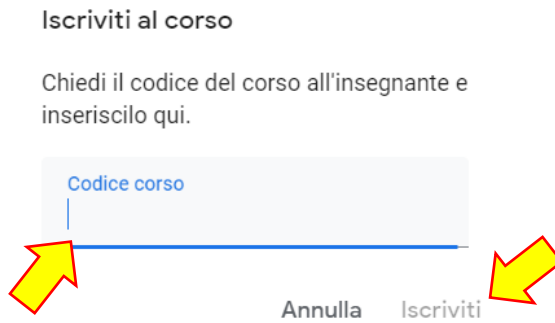 Iscriviti al corso
Chiedi il codice del corso all'insegnante e
inseriscilo qui.
Codice corso
Annulla Iscriviti